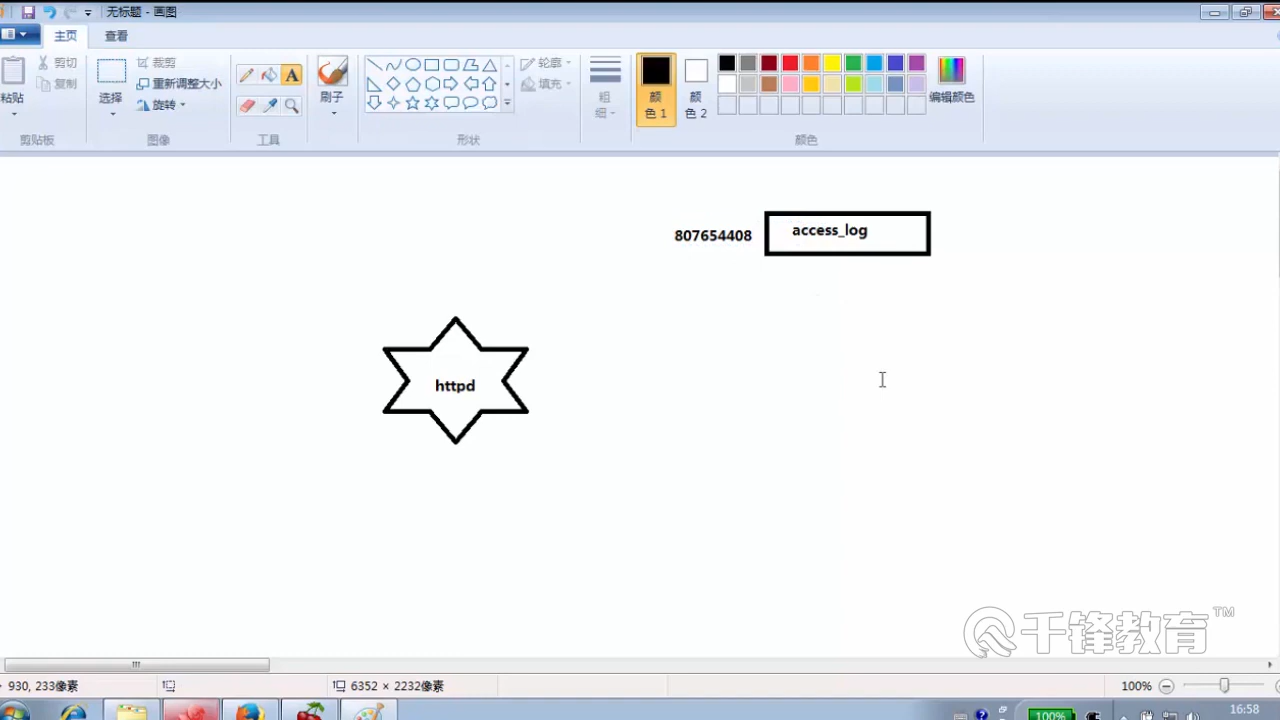 无标题 - 画图
主页
查看
粘贴
剪切
复制
剪贴板
选择
裁剪
重新调整大小
旋转
图像
工具
刷子
形状
轮廓
填充
粗
细
颜
色 1
颜
色 2
编辑颜色
颜色
807654408
access_log
httpd
千锋教育™
930, 233像素
6352 × 2232像素
100%
100%
16:58